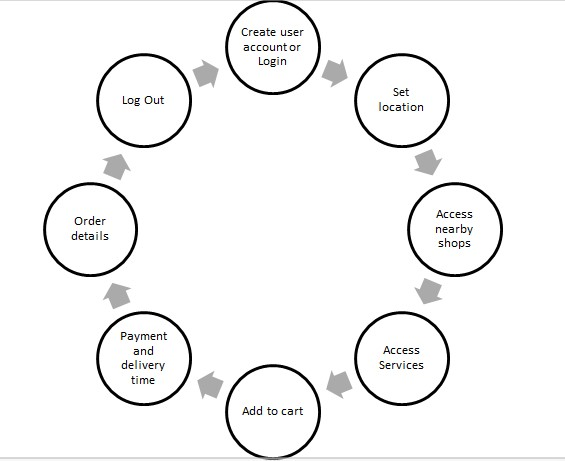 Create user
account or
Login
Set
location
Access
nearby
shops
Access
Services
Add to cart
Payment
and
delivery
time
Order
details
Log Out